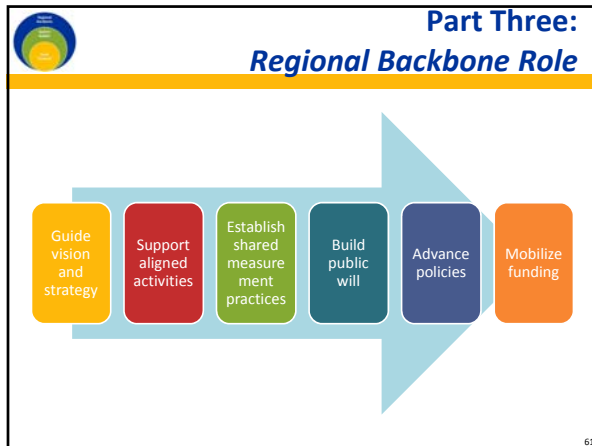 Part Three:
Regional Backbone Role
Guide
vision
and
strategy
Support
aligned
activities
Establish
shared
measure
ment
practices
Build
public
will
Advance
policies
Mobilize
funding
61